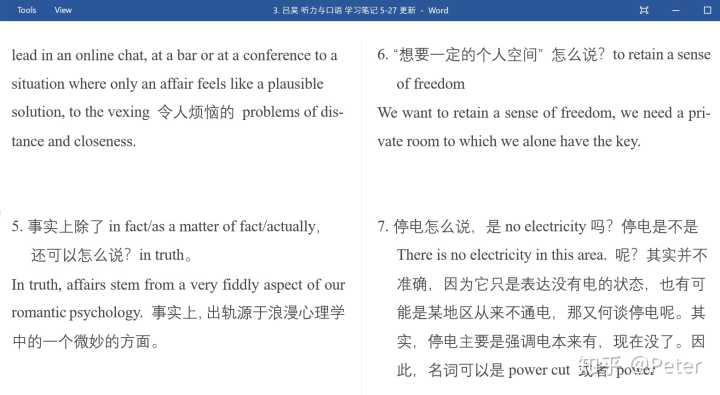 Tools View 3. 吕昊 听力与口语 学习笔记 5-27 更新 - Word
lead in an online chat, at a bar or at a conference to a
situation where only an affair feels like a plausible
solution, to the vexing 令人烦恼的 problems of dis-
tance and closeness.
5. 事实上除了 in fact/as a matter of fact/actually，
还可以怎么说？in truth。
In truth, affairs stem from a very fiddly aspect of our
romantic psychology. 事实上，出轨源于浪漫心理学
中的一个微妙的方面。
6. “想要一定的个人空间” 怎么说？to retain a sense
of freedom
We want to retain a sense of freedom, we need a pri-
vate room to which we alone have the key.
7. 停电怎么说，是 no electricity 吗？停电是不是
There is no electricity in this area. 呢？其实并不
准确，因为它只是表达没有电的状态，也有可
能是某地区从来不通电，那又何谈停电呢。其
实，停电主要是强调电本来有，现在没了。因
此，名词可以是 power cut 或者 power
知乎 @Peter